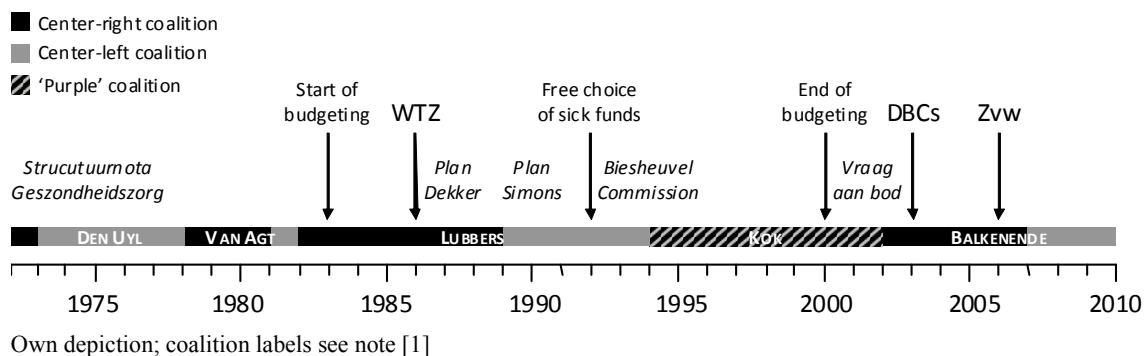 Center-right coalition
Center-left coalition
‘Purple’ coalition
Start of
budgeting
WTZ
Free choice
of sick funds
End of
budgeting
DBCs
Zvw
Strucutuurnota
Geszondheidszorg
Plan
Dekker
Plan
Simons
Biesheuvel
Commission
Vraag
aan bod
DEN UYL
VAN AGT
LUBBERS
KOK
BALKENENDE
1975 1980 1985 1990 1995 2000 2005 2010
Own depiction; coalition labels see note [1]